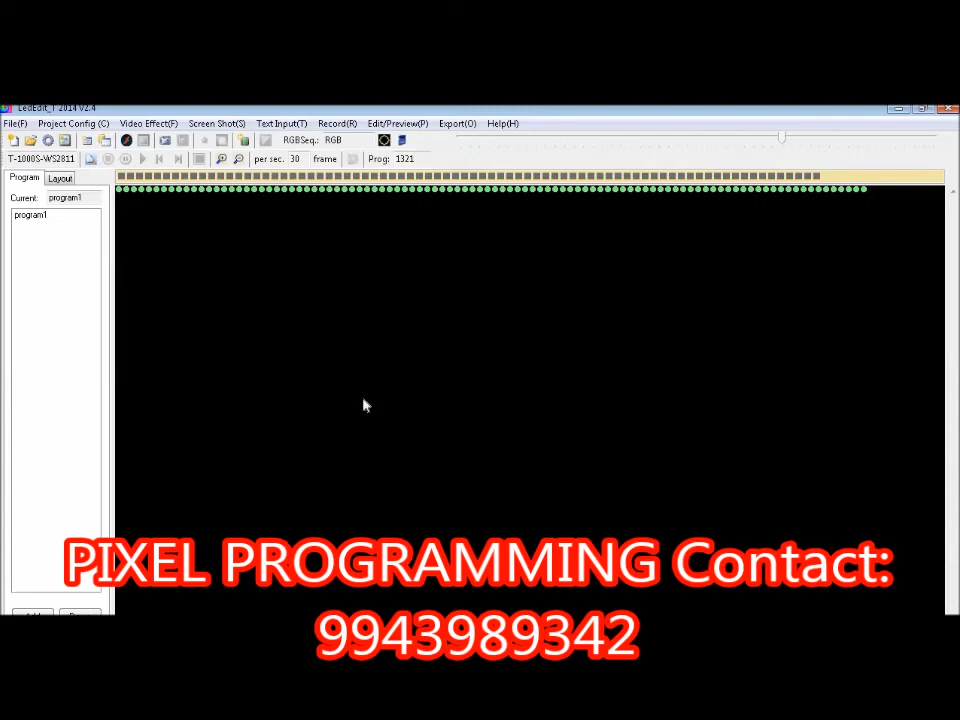 LedEdit_T 2014 V2.4
File(F) Project Config (C) Video Effect(F) Screen Shot(S) Text Input(T) Record(R) Edit/Preview(P) Export(O) Help(H)
RGBSeq.: RGB
T-1000S-WS2811 per sec. 30 frame Prog: 1321
Program Layout
Current: program1
program1
PIXEL PROGRAMMING Contact:
9943989342